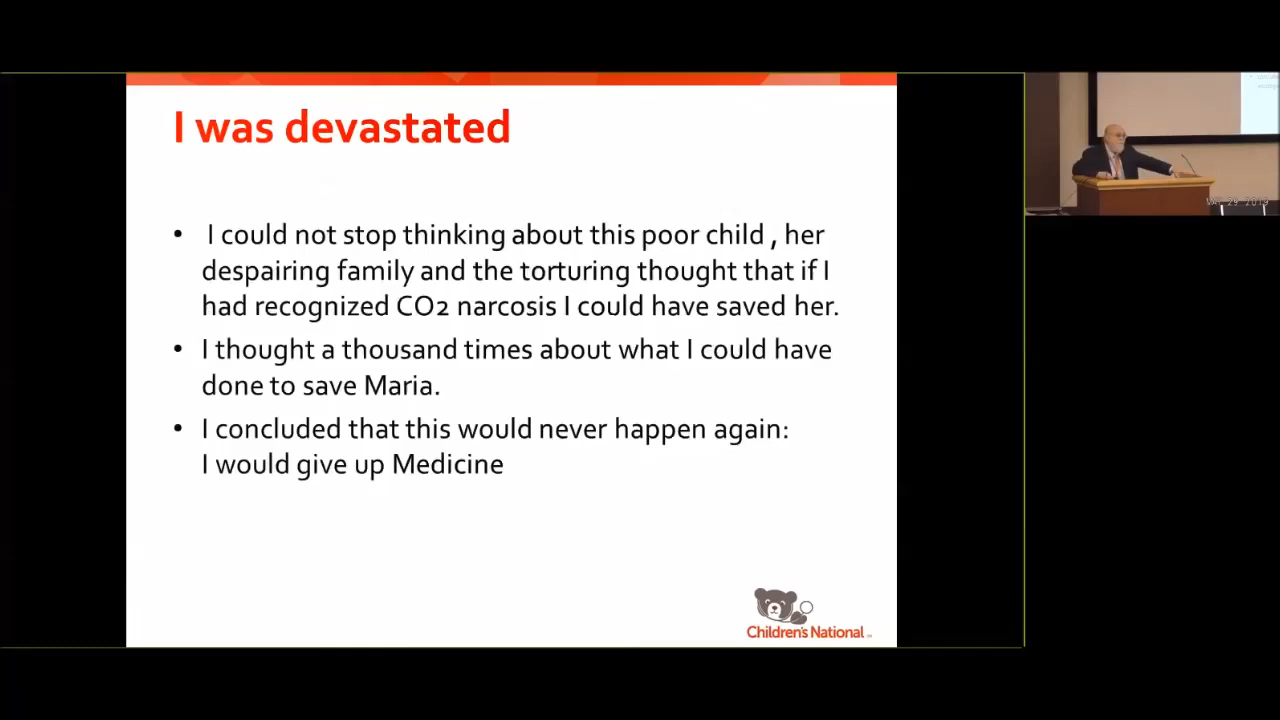 I was devastated
• I could not stop thinking about this poor child , her
despairing family and the torturing thought that if I
had recognized CO2 narcosis I could have saved her.
• I thought a thousand times about what I could have
done to save Maria.
• I concluded that this would never happen again:
I would give up Medicine
Children's National